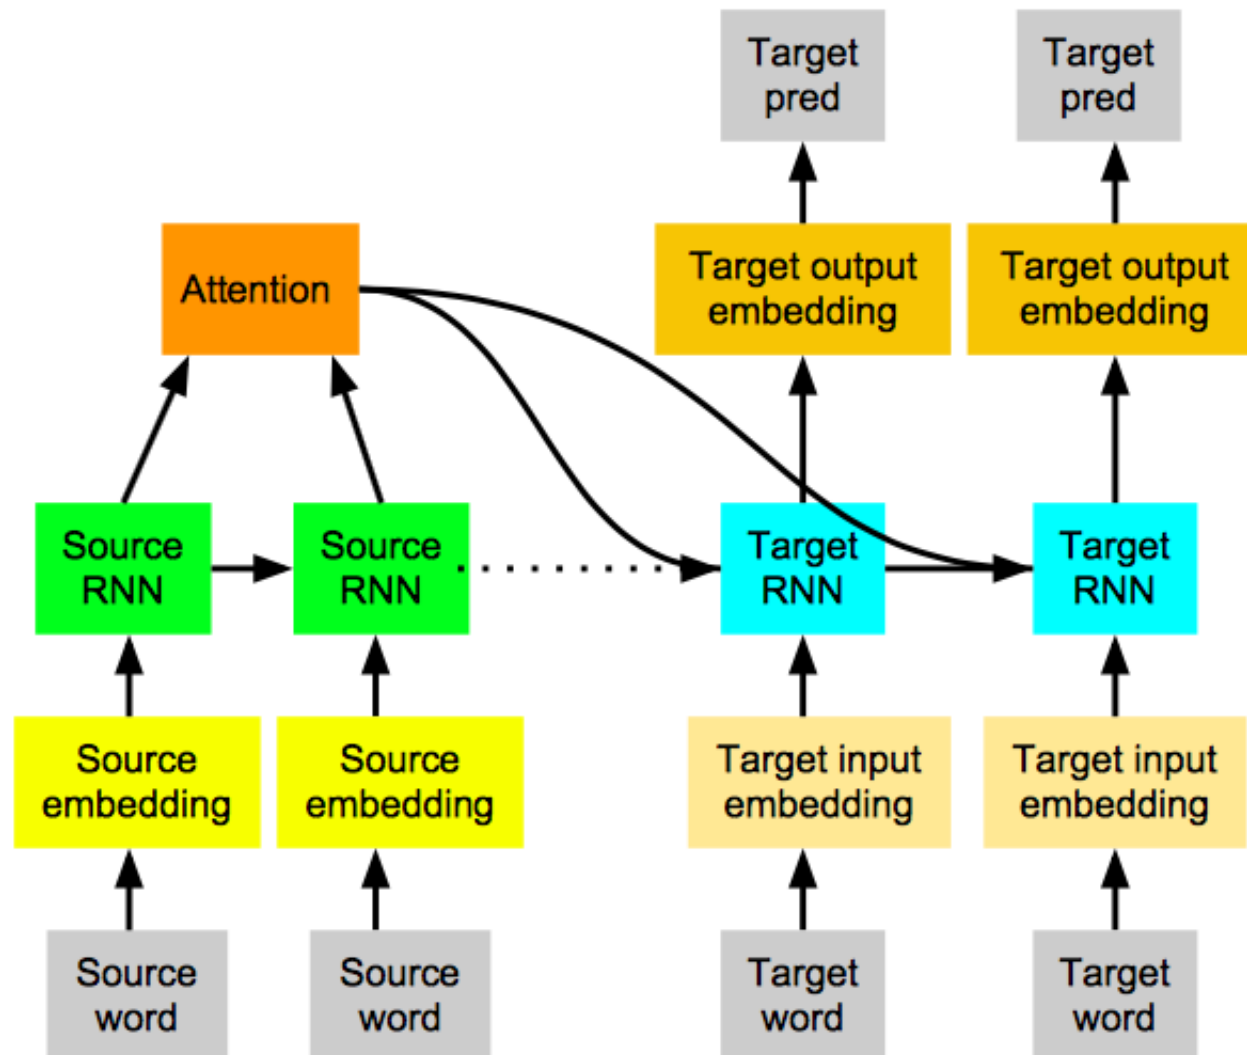 Target
pred
Target
pred
Attention
Target output
embedding
Target output
embedding
Source
RNN
Source
RNN
Target
RNN
Target
RNN
Source
embedding
Source
embedding
Target input
embedding
Target input
embedding
Source
word
Source
word
Target
word
Target
word